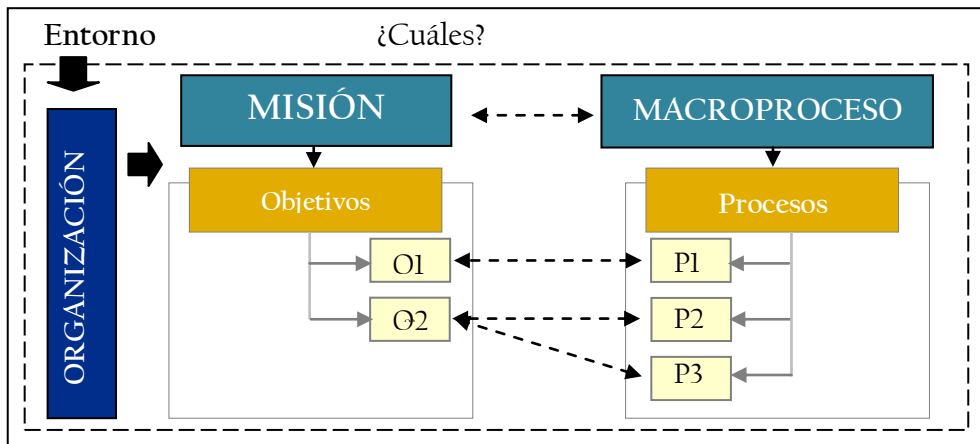 Entorno
¿Cuáles?
ORGANIZACIÓN
MISIÓN
MACROPROCESO
Objetivos
Procesos
O1
P1
O2
P2
P3